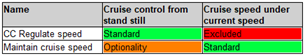 Name
Cruise control from
stand still
Cruise speed under
current speed
CC Regulate speed
Standard
Excluded
Maintain cruise speed
Optionality
Standard